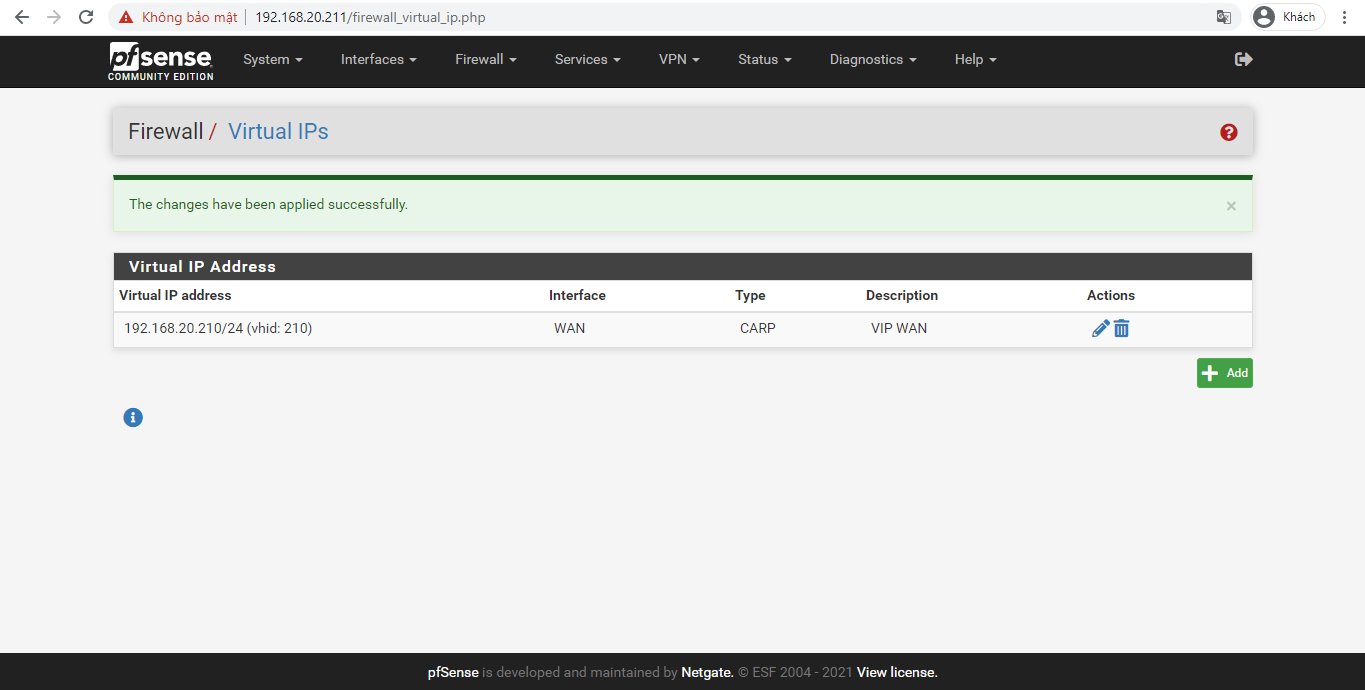 Không bảo mật 192.168.20.211/firewall_virtual_ip.php Khách
pfsense System Interfaces Firewall Services VPN Status Diagnostics Help
COMMUNITY EDITION
Firewall / Virtual IPs
The changes have been applied successfully. ×
Virtual IP Address
Virtual IP address Interface Type Description Actions
192.168.20.210/24 (vhid: 210) WAN CARP VIP WAN
Add
pfSense is developed and maintained by Netgate. © ESF 2004 - 2021 View license.